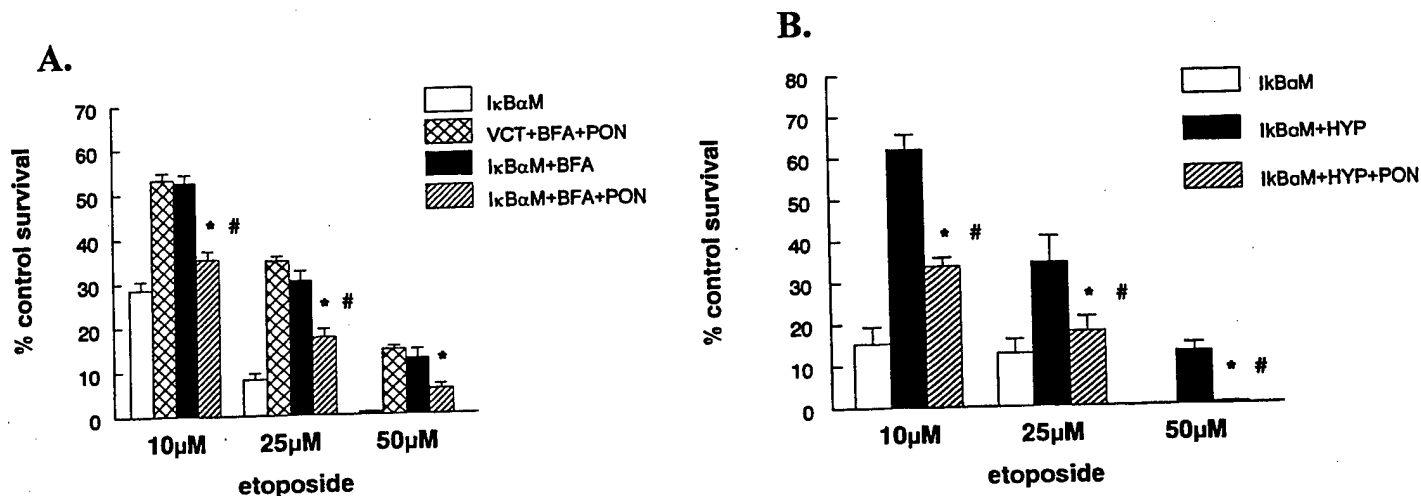 A.
% control survival
70
60
50
40
30
20
10
0
IκBαM
VCT+BFA+PON
IκBαM+BFA
IκBαM+BFA+PON
* #
* #
*
10μM 25μM 50μM
etoposide
B.
% control survival
80
70
60
50
40
30
20
10
0
IkBαM
IkBαM+HYP
IkBαM+HYP+PON
* #
* #
* #
10μM 25μM 50μM
etoposide